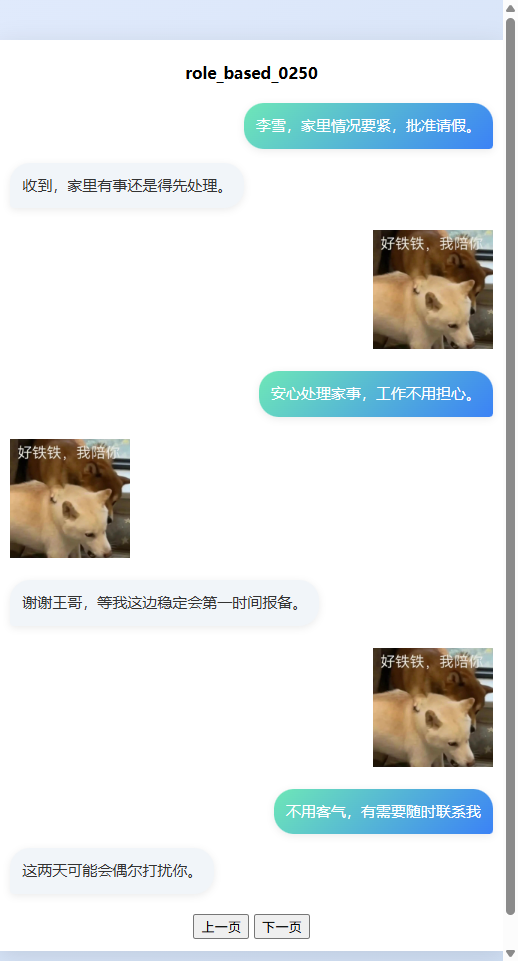 role_based_0250
李雪，家里情况要紧，批准请假。
收到，家里有事还是得先处理。
好铁铁，我陪你
安心处理家事，工作不用担心。
好铁铁，我陪你
谢谢王哥，等我这边稳定会第一时间报备。
好铁铁，我陪你
不用客气，有需要随时联系我
这两天可能会偶尔打扰你。
上一页 下一页